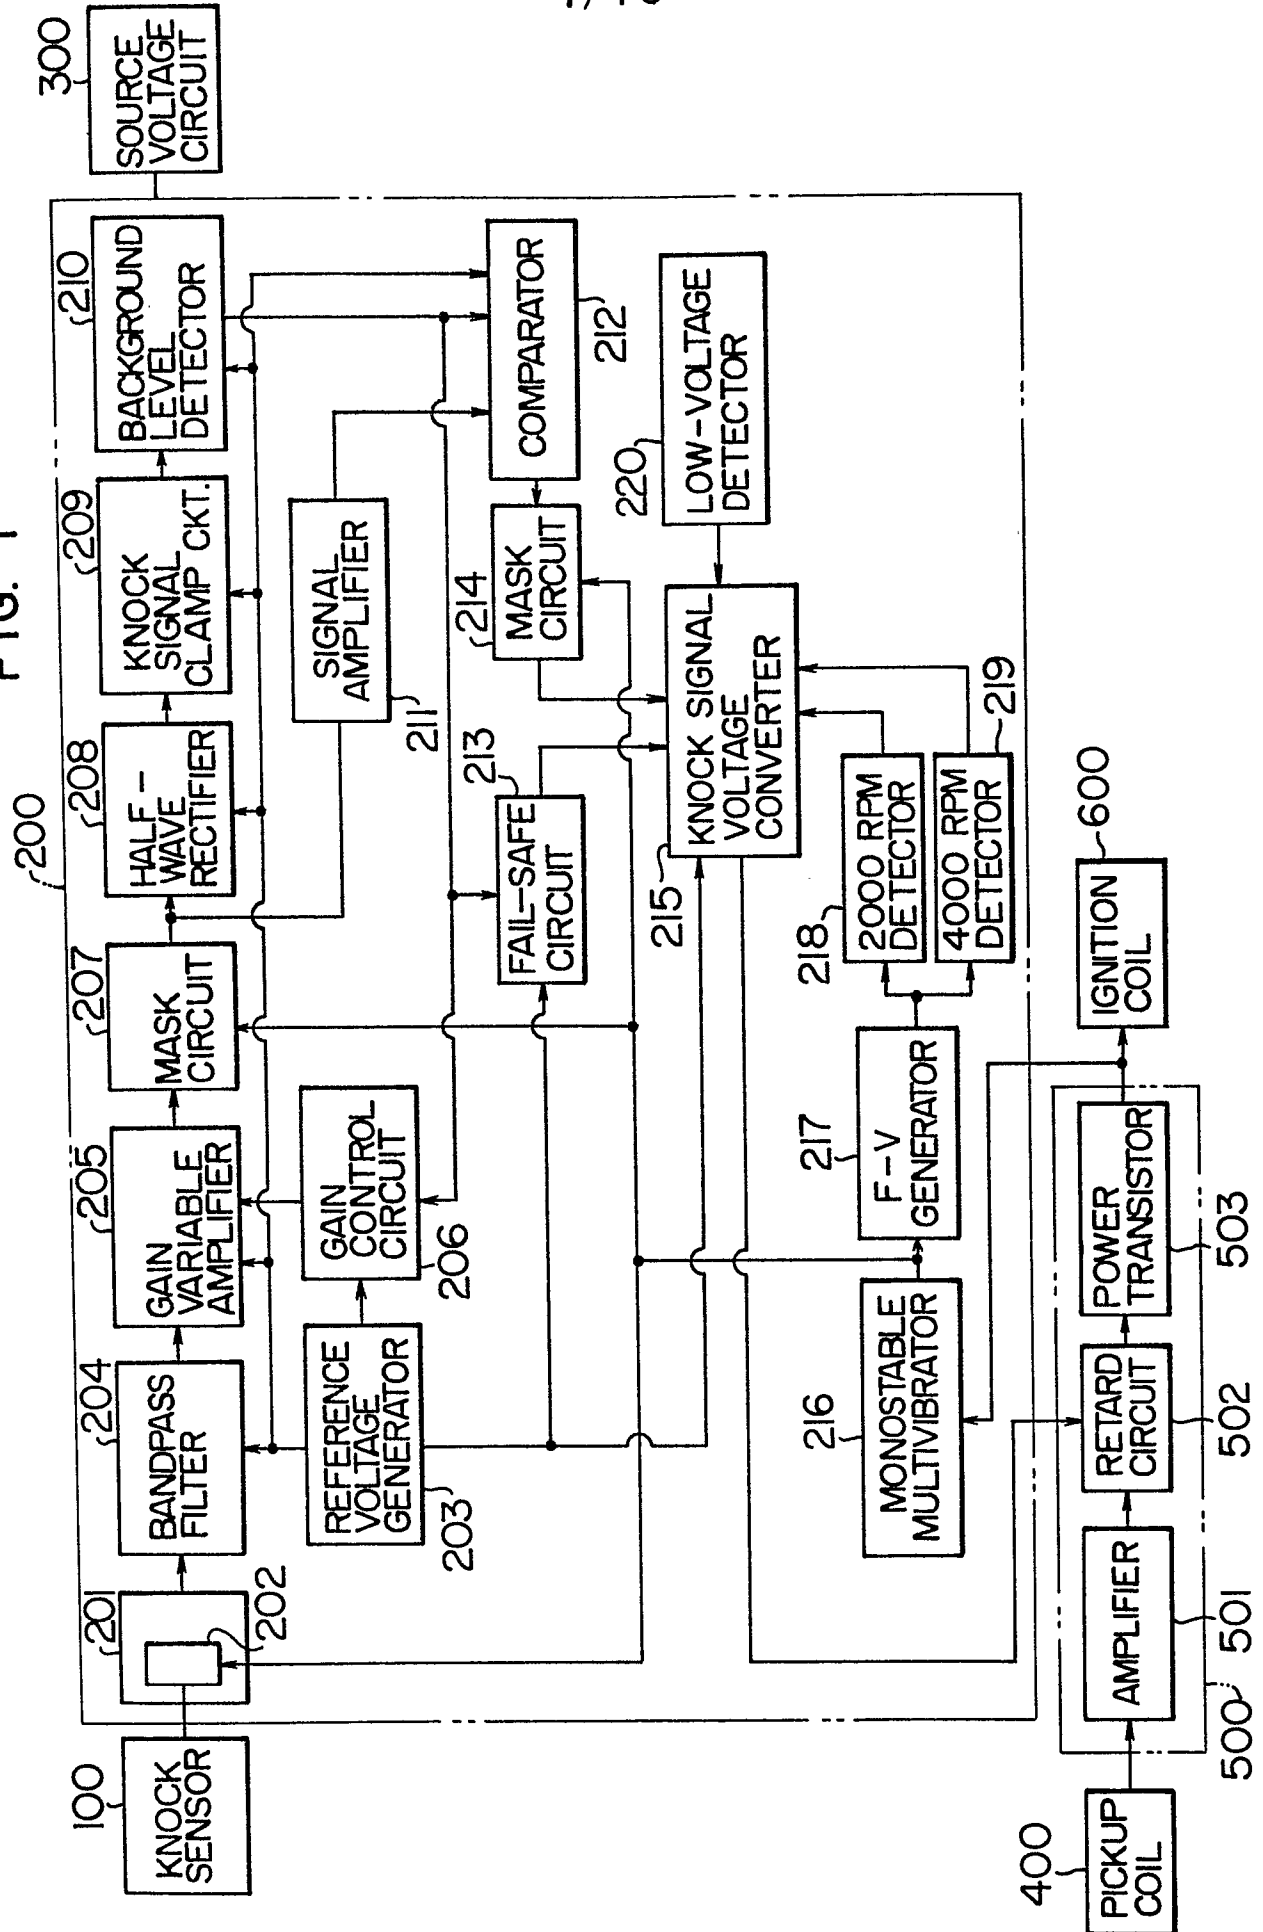 FIG. 1
200
100
KNOCK
SENSOR
201
202
204
BANDPASS
FILTER
205
GAIN
VARIABLE
AMPLIFIER
207
MASK
CIRCUIT
208
HALF-
WAVE
RECTIFIER
209
KNOCK
SIGNAL
CLAMP CKT.
210
BACKGROUND
LEVEL
DETECTOR
300
SOURCE
VOLTAGE
CIRCUIT
REFERENCE
VOLTAGE
GENERATOR
203
GAIN
CONTROL
CIRCUIT
206
SIGNAL
AMPLIFIER
211
213
FAIL-SAFE
CIRCUIT
214
MASK
CIRCUIT
COMPARATOR
212
215
KNOCK SIGNAL
VOLTAGE
CONVERTER
220
LOW-VOLTAGE
DETECTOR
216
MONOSTABLE
MULTIVIBRATOR
217
F-V
GENERATOR
218
2000 RPM
DETECTOR
4000 RPM
DETECTOR
219
400
PICKUP
COIL
AMPLIFIER
501
RETARD
CIRCUIT
502
POWER
TRANSISTOR
503
500
IGNITION
COIL
600